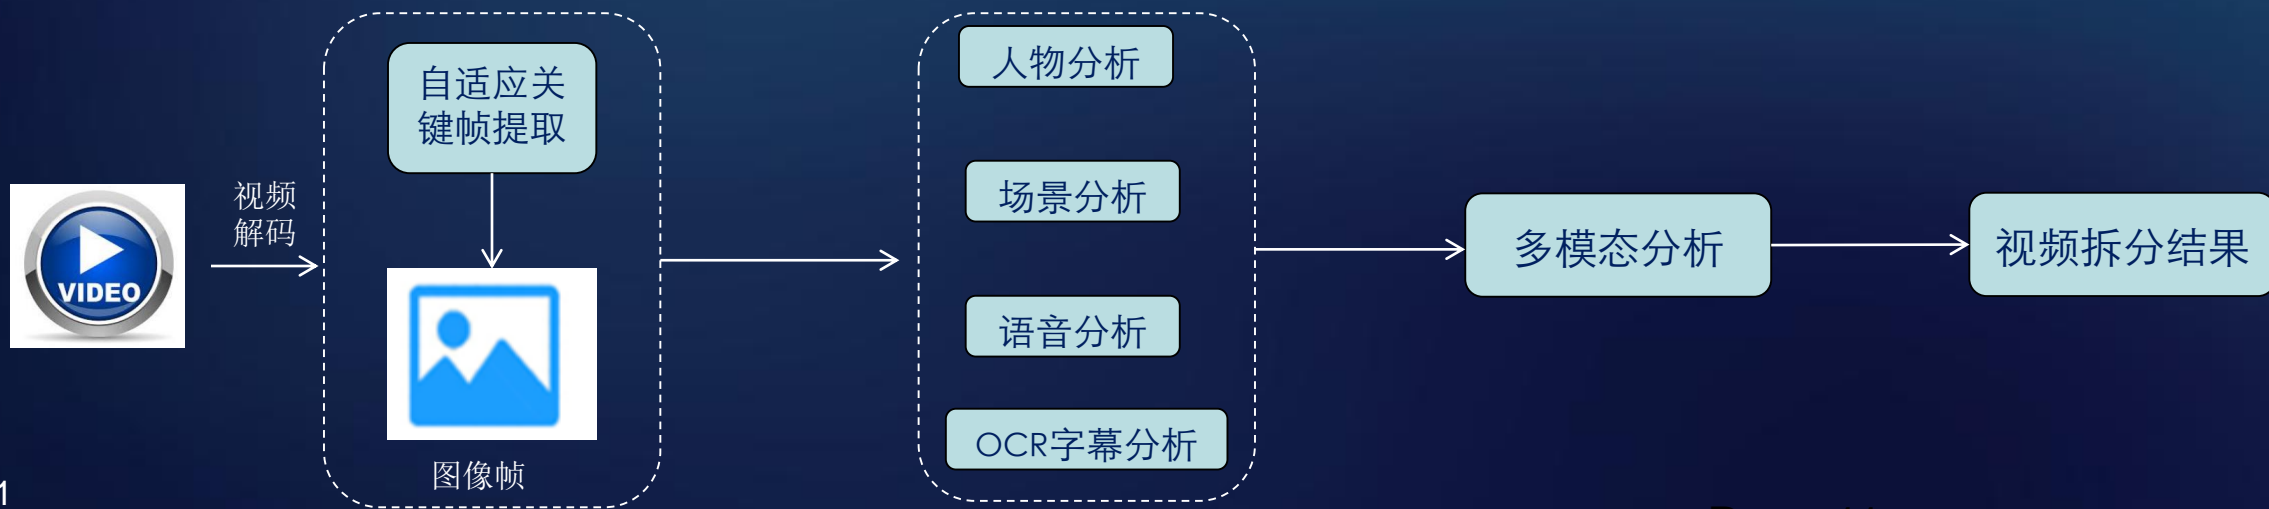 自适应关
键帧提取
视频
解码
VIDEO
图像帧
人物分析
场景分析
语音分析
OCR字幕分析
多模态分析
视频拆分结果
1